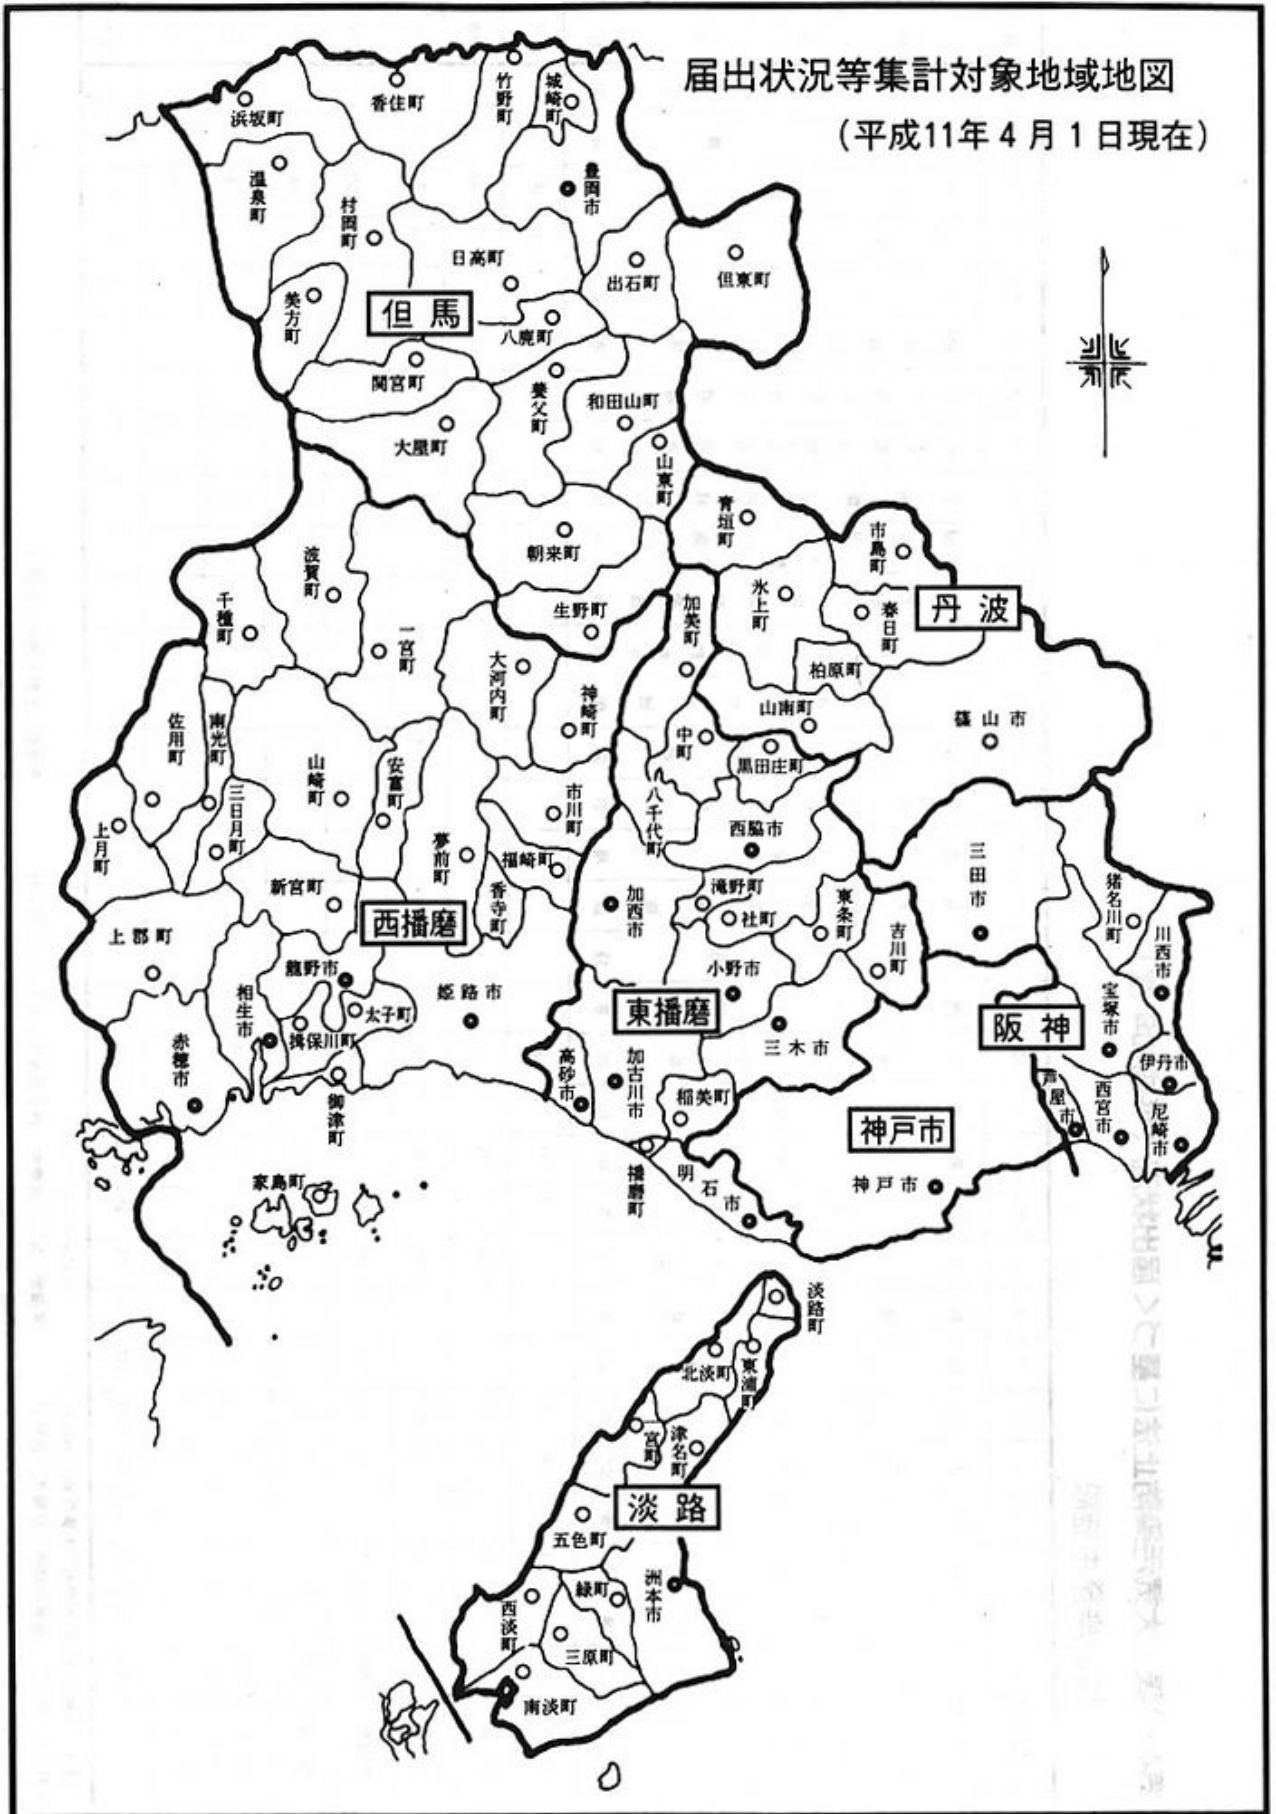 届出状況等集計対象地域地図
(平成11年4月1日現在)
浜坂町
香住町
竹野町
城崎町
温泉町
村岡町
豊岡市
日高町
出石町
但東町
美方町
但馬
八鹿町
関宮町
養父町
和田山町
大屋町
山東町
朝来町
生野町
青垣町
市島町
氷上町
春日町
丹波
柏原町
山南町
篠山市
波賀町
千種町
一宮町
大河内町
神崎町
加美町
中町
黒田庄町
佐用町
南光町
山崎町
安富町
市川町
八千代町
西脇市
上月町
三日月町
夢前町
福崎町
新宮町
香寺町
西播磨
加西市
滝野町
社町
東条町
吉川町
三田市
猪名川町
川西市
上郡町
龍野市
相生市
太子町
揖保川町
姫路市
小野市
東播磨
三木市
阪神
宝塚市
伊丹市
赤穂市
御津町
高砂市
加古川市
稲美町
神戸市
芦屋市
西宮市
尼崎市
家島町
播磨町
明石市
神戸市
淡路町
北淡町
東浦町
一宮町
津名町
淡路
五色町
緑町
洲本市
西淡町
三原町
南淡町